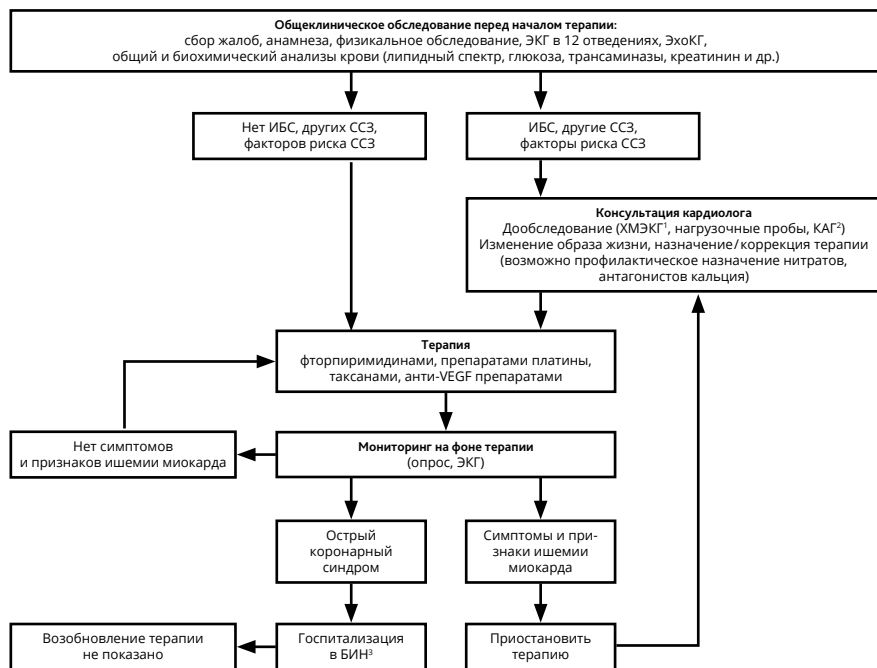 Общеклиническое обследование перед началом терапии:
сбор жалоб, анамнеза, физикальное обследование, ЭКГ в 12 отведениях, ЭхоКГ,
общий и биохимический анализы крови (липидный спектр, глюкоза, трансаминазы, креатинин и др.)
Нет ИБС, других ССЗ,
факторов риска ССЗ
ИБС, другие ССЗ,
факторы риска ССЗ
Консультация кардиолога
Дообследование (ХМЭКГ¹, нагрузочные пробы, КАГ²)
Изменение образа жизни, назначение/коррекция терапии
(возможно профилактическое назначение нитратов,
антагонистов кальция)
Терапия
фторпиримидинами, препаратами платины,
таксанами, анти-VEGF препаратами
Нет симптомов
и признаков ишемии миокарда
Мониторинг на фоне терапии
(опрос, ЭКГ)
Острый
коронарный
синдром
Симптомы и при-
знаки ишемии
миокарда
Возобновление терапии
не показано
Госпитализация
в БИН³
Приостановить
терапию